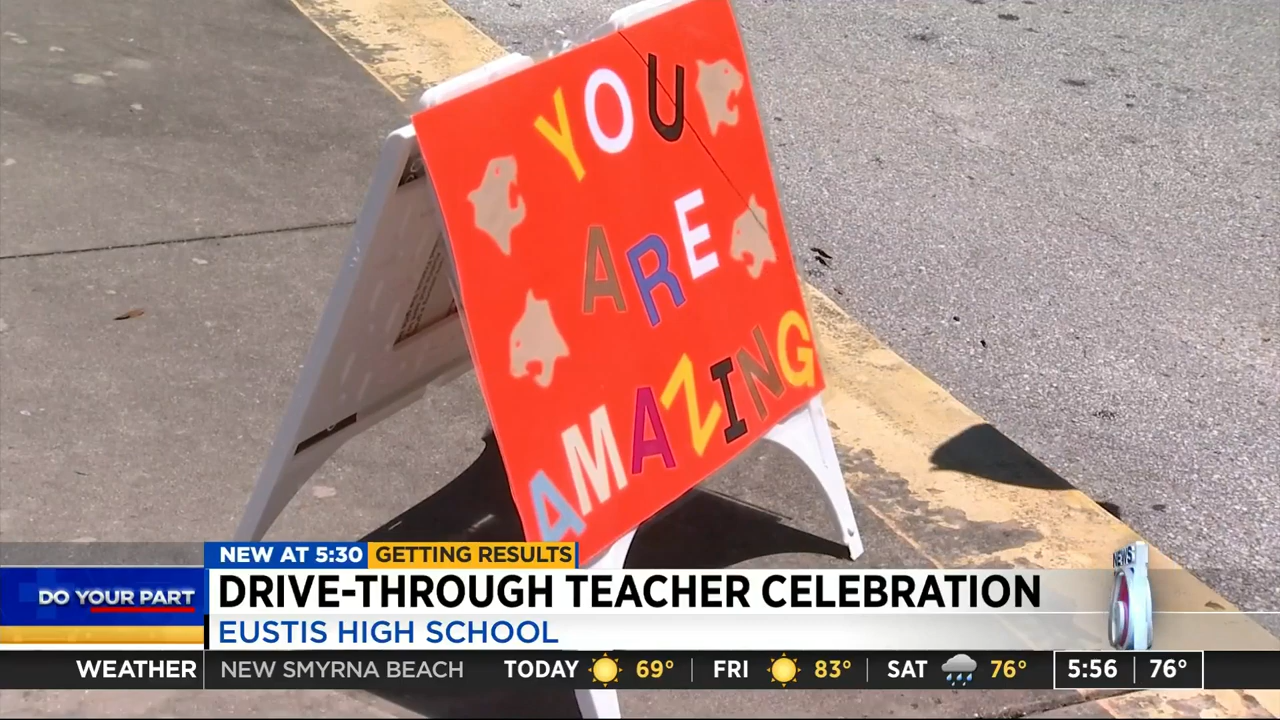 YOU
ARE
AMAZING
NEW AT 5:30 GETTING RESULTS
DO YOUR PART
DRIVE-THROUGH TEACHER CELEBRATION
NEWS
EUSTIS HIGH SCHOOL
WEATHER NEW SMYRNA BEACH TODAY 69° FRI 83° SAT 76° 5:56 76°